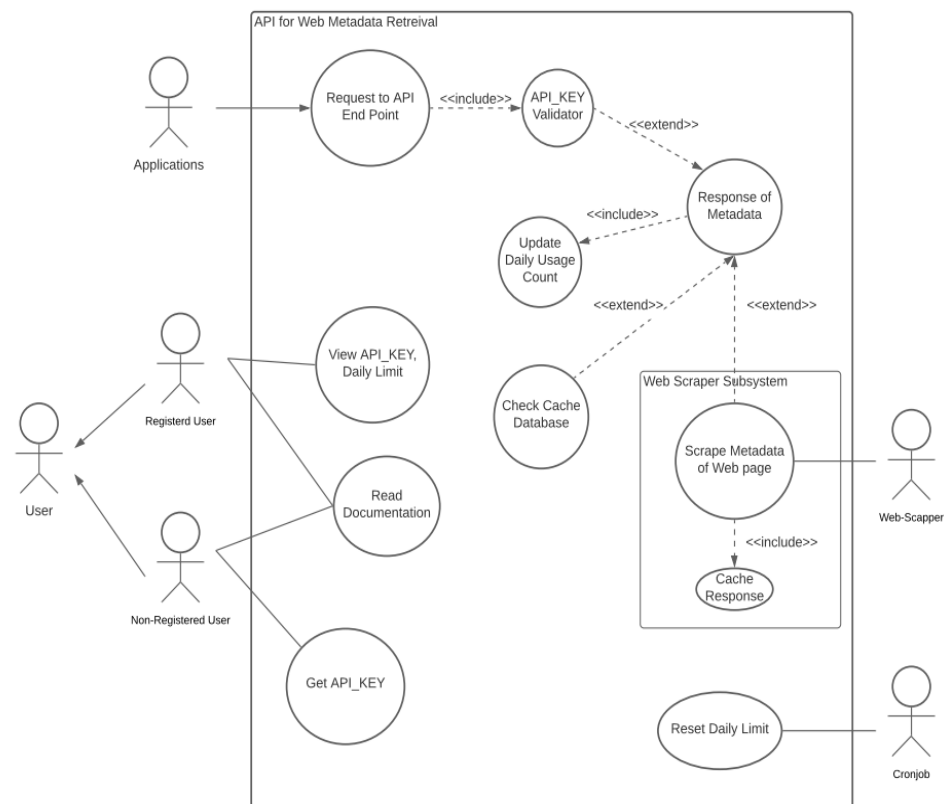 API for Web Metadata Retreival
Request to API
End Point
<<include>>
API_KEY
Validator
<<extend>>
Applications
Response of
Metadata
<<include>>
Update
Daily Usage
Count
<<extend>>
<<extend>>
View API_KEY,
Daily Limit
Registerd User
Web Scraper Subsystem
Check Cache
Database
Scrape Metadata
of Web page
User
Read
Documentation
Web-Scapper
<<include>>
Cache
Response
Non-Registered User
Get API_KEY
Reset Daily Limit
Cronjob